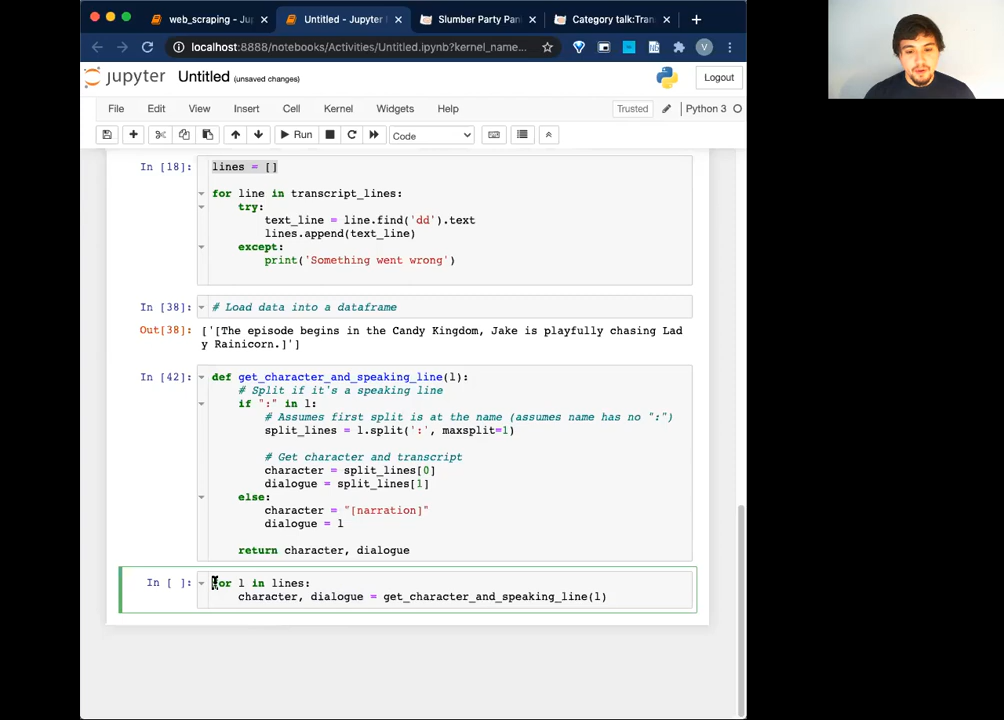 web_scraping - Ju
Untitled - Jupyter
Slumber Party Pan
Category talk:Tran
localhost:8888/notebooks/Activities/Untitled.ipynb?kernel_name...
V
jupyter Untitled (unsaved changes)
Logout
File Edit View Insert Cell Kernel Widgets Help
Trusted
Python 3
Run
Code
In [18]:
lines = []
for line in transcript_lines:
try:
text_line = line.find('dd').text
lines.append(text_line)
except:
print('Something went wrong')
In [38]:
# Load data into a dataframe
Out[38]:
['[The episode begins in the Candy Kingdom, Jake is playfully chasing Lad
y Rainicorn.]']
In [42]:
def get_character_and_speaking_line(l):
# Split if it's a speaking line
if ":" in l:
# Assumes first split is at the name (assumes name has no ":")
split_lines = l.split(':', maxsplit=1)
# Get character and transcript
character = split_lines[0]
dialogue = split_lines[1]
else:
character = "[narration]"
dialogue = l
return character, dialogue
In [ ]:
for l in lines:
character, dialogue = get_character_and_speaking_line(l)